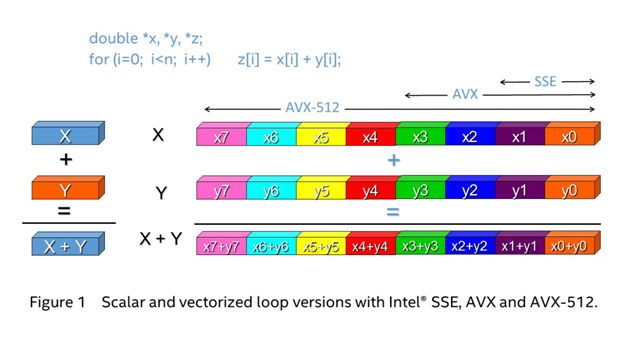 double *x, *y, *z;
for (i=0; i<n; i++) z[i] = x[i] + y[i];
SSE
AVX
AVX-512
X X x7 x6 x5 x4 x3 x2 x1 x0
+ +
Y Y y7 y6 y5 y4 y3 y2 y1 y0
= =
X + Y X + Y x7+y7 x6+y6 x5+y5 x4+y4 x3+y3 x2+y2 x1+y1 x0+y0
Figure 1 Scalar and vectorized loop versions with Intel® SSE, AVX and AVX-512.